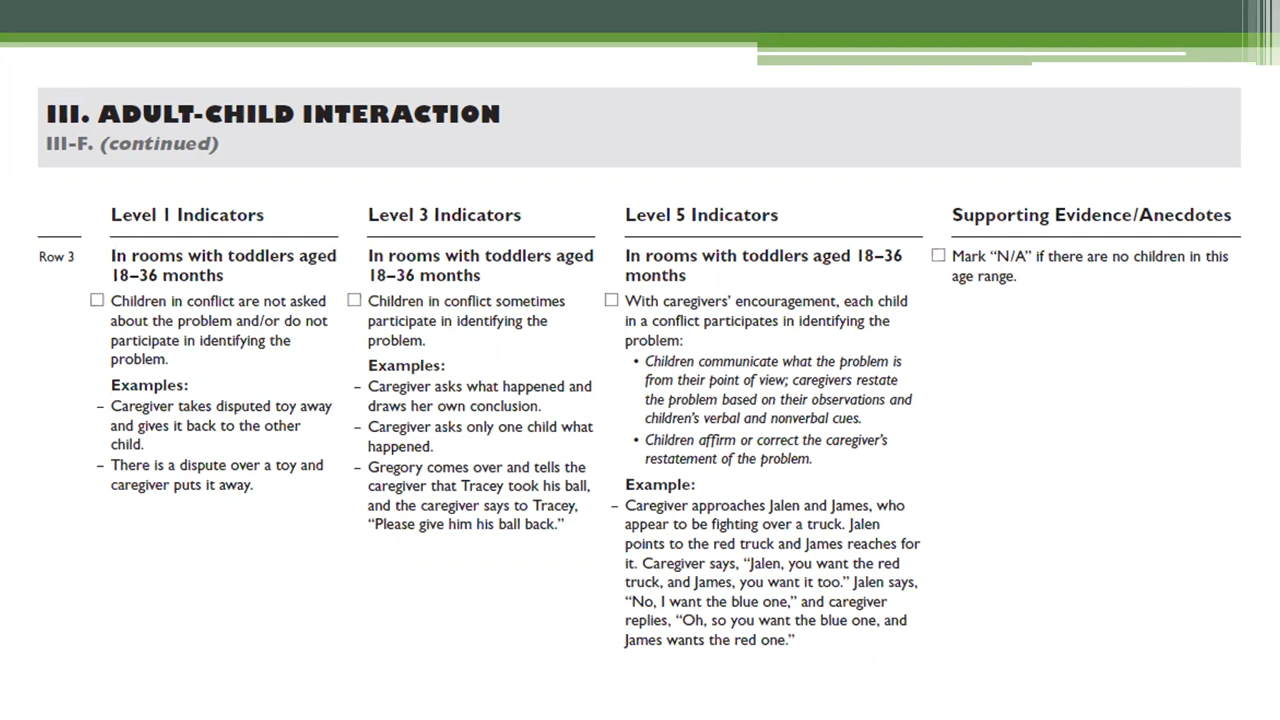 III. ADULT-CHILD INTERACTION
III-F. (continued)
Level 1 Indicators
Level 3 Indicators
Level 5 Indicators
Supporting Evidence/Anecdotes
Row 3
In rooms with toddlers aged
18–36 months
Children in conflict are not asked
about the problem and/or do not
participate in identifying the
problem.
Examples:
– Caregiver takes disputed toy away
and gives it back to the other
child.
– There is a dispute over a toy and
caregiver puts it away.
In rooms with toddlers aged
18–36 months
Children in conflict sometimes
participate in identifying the
problem.
Examples:
– Caregiver asks what happened and
draws her own conclusion.
– Caregiver asks only one child what
happened.
– Gregory comes over and tells the
caregiver that Tracey took his ball,
and the caregiver says to Tracey,
“Please give him his ball back.”
In rooms with toddlers aged 18–36
months
With caregivers’ encouragement, each child
in a conflict participates in identifying the
problem:
• Children communicate what the problem is
from their point of view; caregivers restate
the problem based on their observations and
children’s verbal and nonverbal cues.
• Children affirm or correct the caregiver’s
restatement of the problem.
Example:
– Caregiver approaches Jalen and James, who
appear to be fighting over a truck. Jalen
points to the red truck and James reaches for
it. Caregiver says, “Jalen, you want the red
truck, and James, you want it too.” Jalen says,
“No, I want the blue one,” and caregiver
replies, “Oh, so you want the blue one, and
James wants the red one.”
Mark “N/A” if there are no children in this
age range.